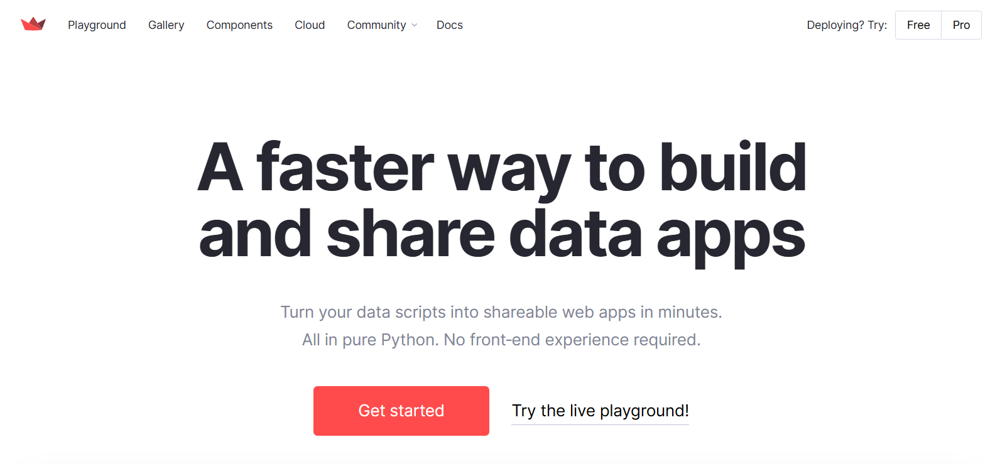 Playground Gallery Components Cloud Community Docs Deploying? Try: Free Pro
A faster way to build
and share data apps
Turn your data scripts into shareable web apps in minutes.
All in pure Python. No front-end experience required.
Get started Try the live playground!